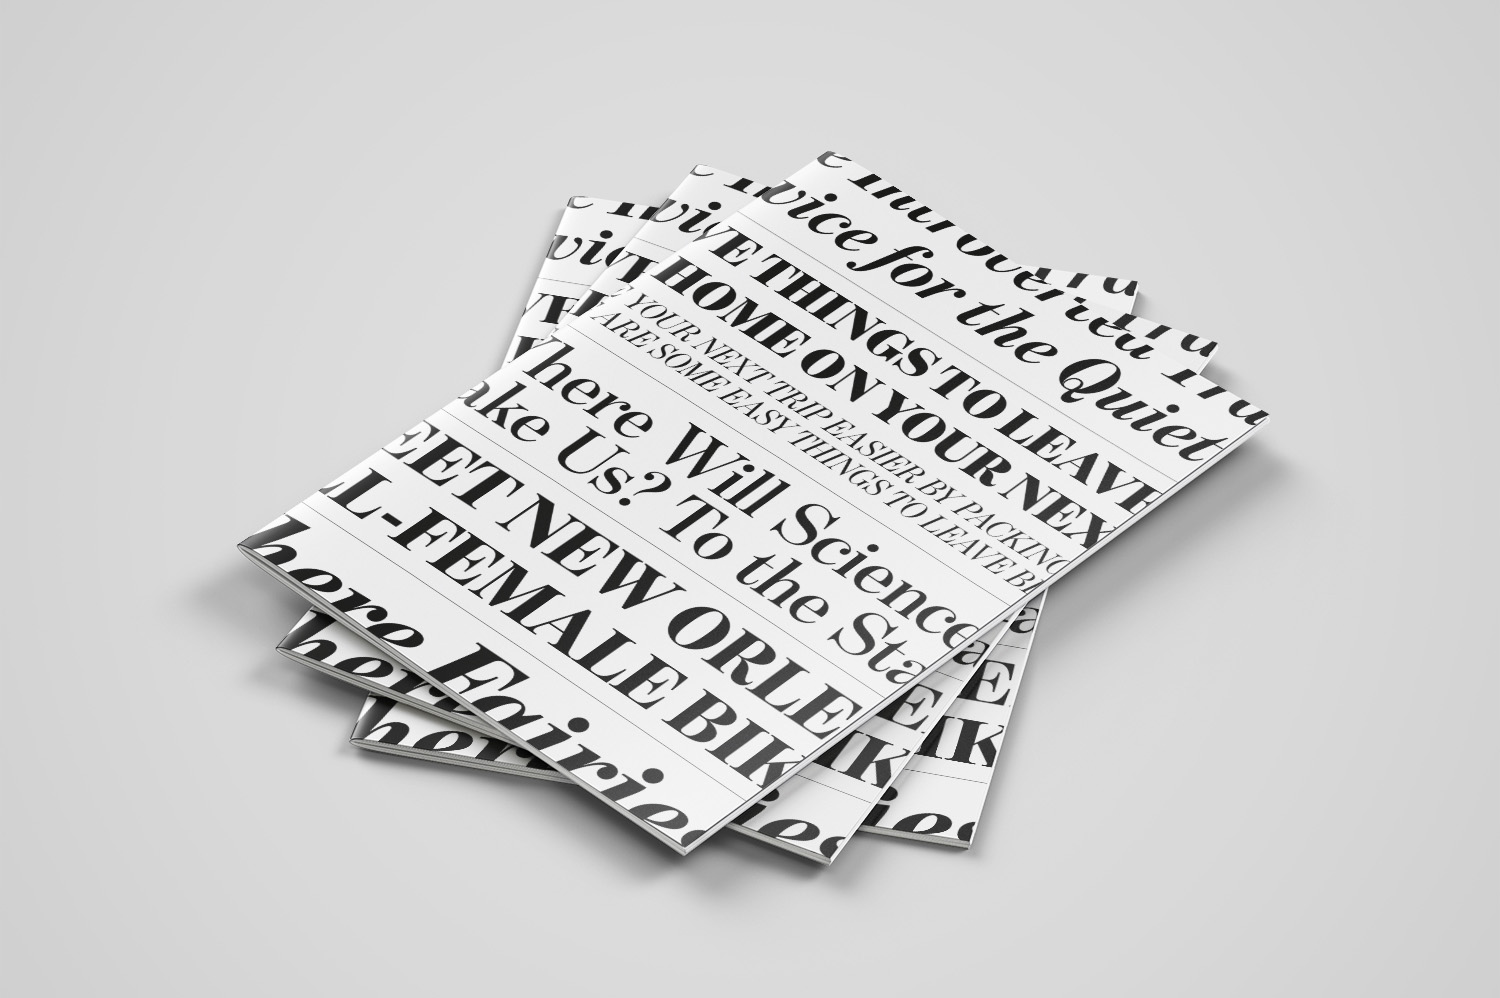 vice for the Quiet
VE THINGS TO LEAVE
HOME ON YOUR NEX
YOUR NEXT TRIP EASIER BY PACKING
ARE SOME EASY THINGS TO LEAVE B
here Will Science
ake Us? To the Sta
EET NEW ORLE
LL-FEMALE BIK
here Fairies